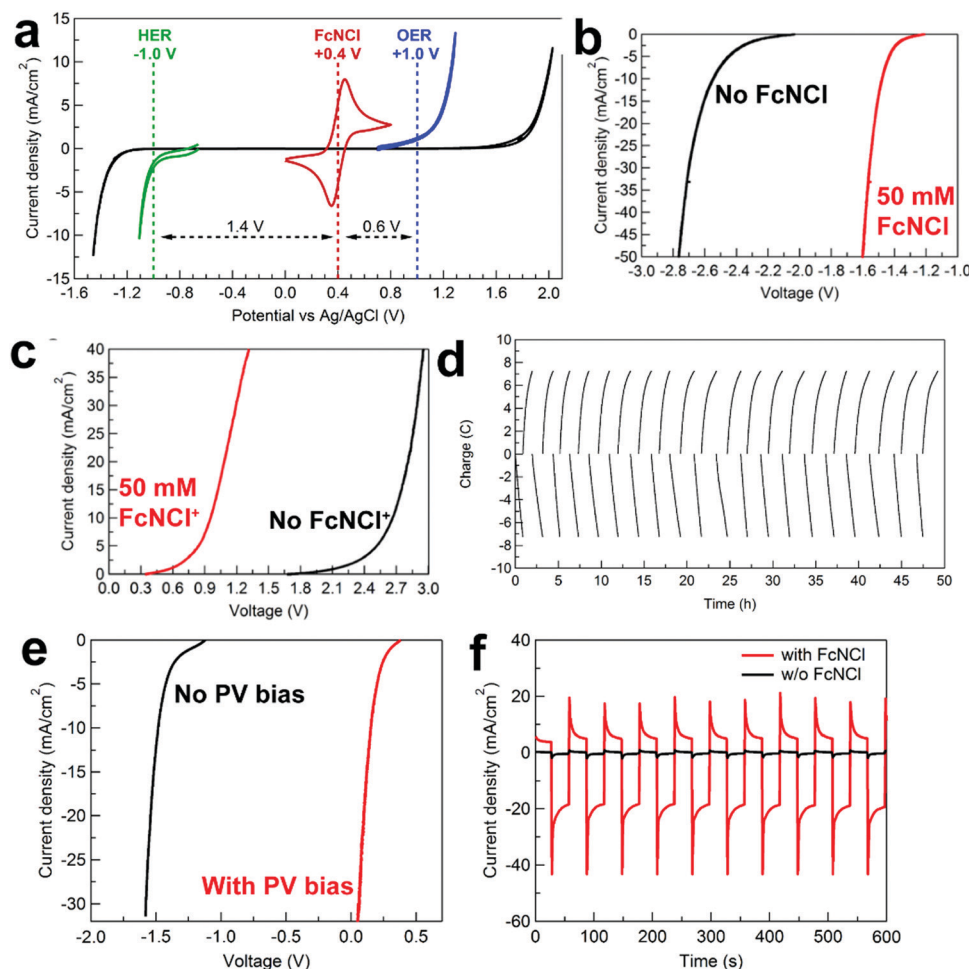 a
HER
-1.0 V
FcNCl
+0.4 V
OER
+1.0 V
1.4 V
0.6 V
15
10
5
0
-5
-10
-15
Current density (mA/cm²)
-1.6 -1.2 -0.8 -0.4 0.0 0.4 0.8 1.2 1.6 2.0
Potential vs Ag/AgCl (V)
b
No FcNCl
50 mM
FcNCl
0
-5
-10
-15
-20
-25
-30
-35
-40
-45
-50
Current density (mA/cm²)
-3.0 -2.8 -2.6 -2.4 -2.2 -2.0 -1.8 -1.6 -1.4 -1.2 -1.0
Voltage (V)
c
50 mM
FcNCl⁺
No FcNCl⁺
40
35
30
25
20
15
10
5
0
Current density (mA/cm²)
0.0 0.3 0.6 0.9 1.2 1.5 1.8 2.1 2.4 2.7 3.0
Voltage (V)
d
10
8
6
4
2
0
-2
-4
-6
-8
-10
Charge (C)
0 5 10 15 20 25 30 35 40 45 50
Time (h)
e
No PV bias
With PV bias
0
-5
-10
-15
-20
-25
-30
Current density (mA/cm²)
-2.0 -1.5 -1.0 -0.5 0.0 0.5
Voltage (V)
f
with FcNCl
w/o FcNCl
40
20
0
-20
-40
-60
Current density (mA/cm²)
0 100 200 300 400 500 600
Time (s)